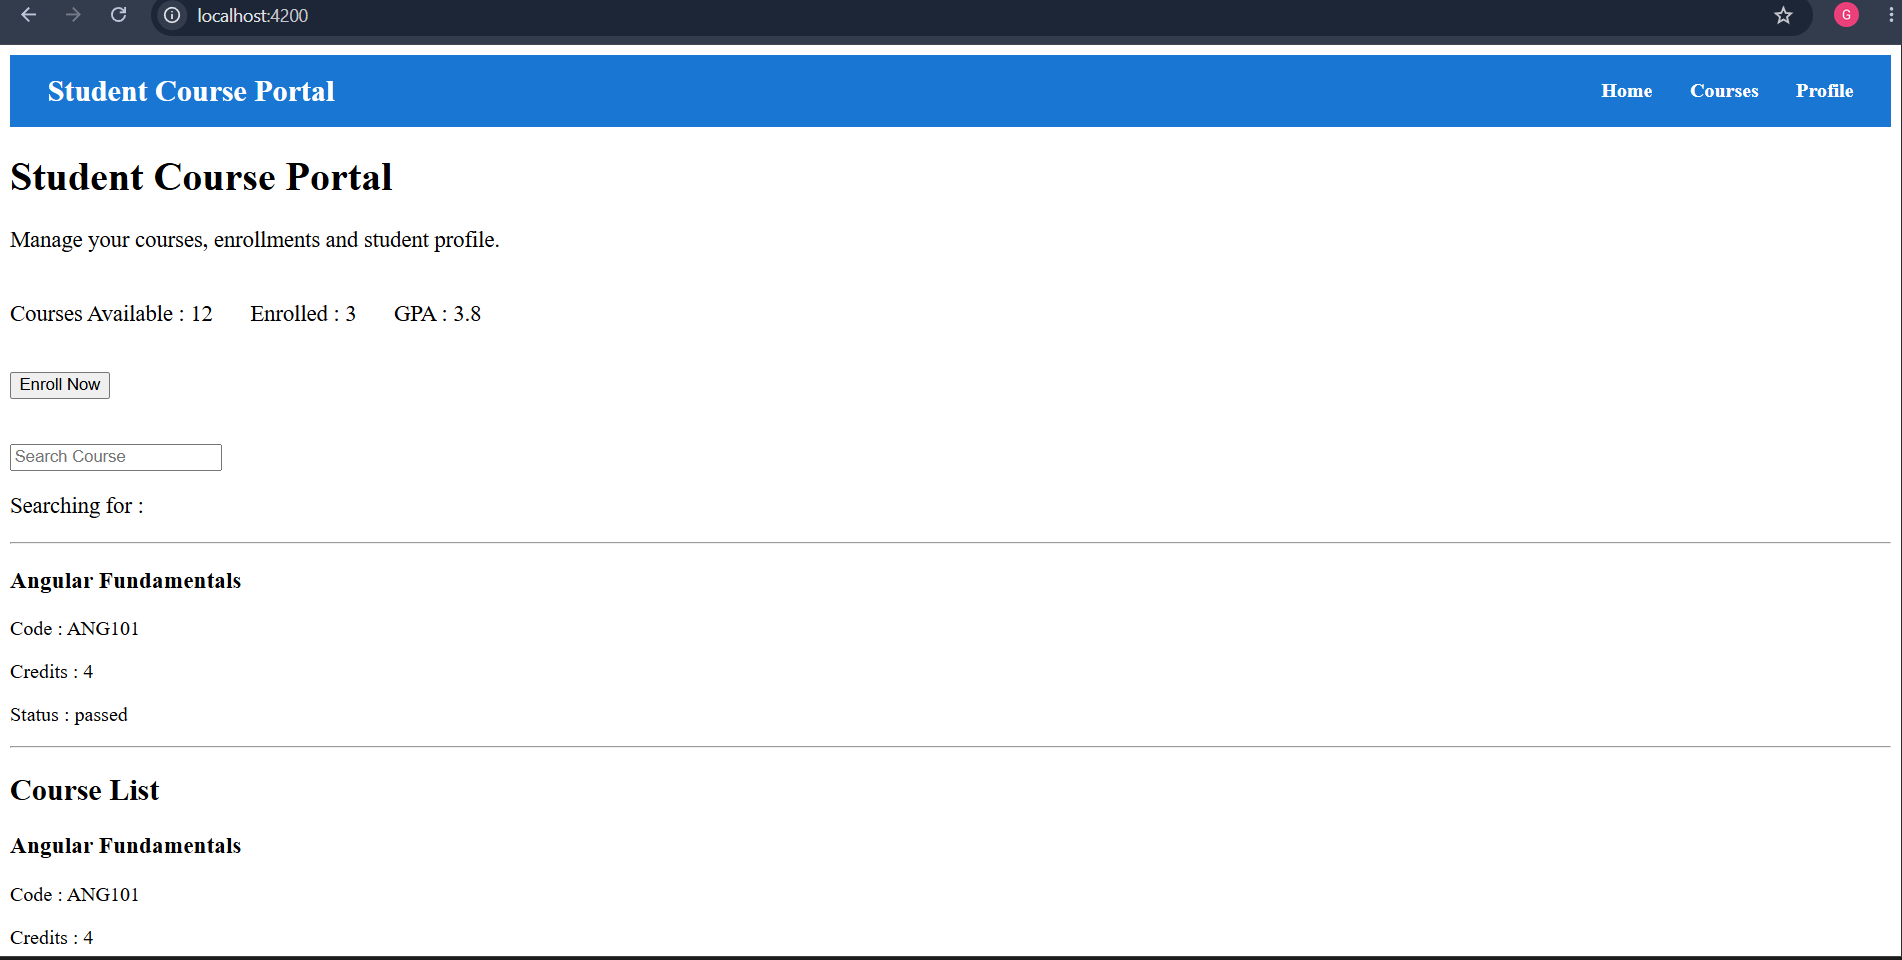 localhost:4200
G
Student Course Portal Home Courses Profile
Student Course Portal
Manage your courses, enrollments and student profile.
Courses Available : 12 Enrolled : 3 GPA : 3.8
Enroll Now
Search Course
Searching for :
Angular Fundamentals
Code : ANG101
Credits : 4
Status : passed
Course List
Angular Fundamentals
Code : ANG101
Credits : 4